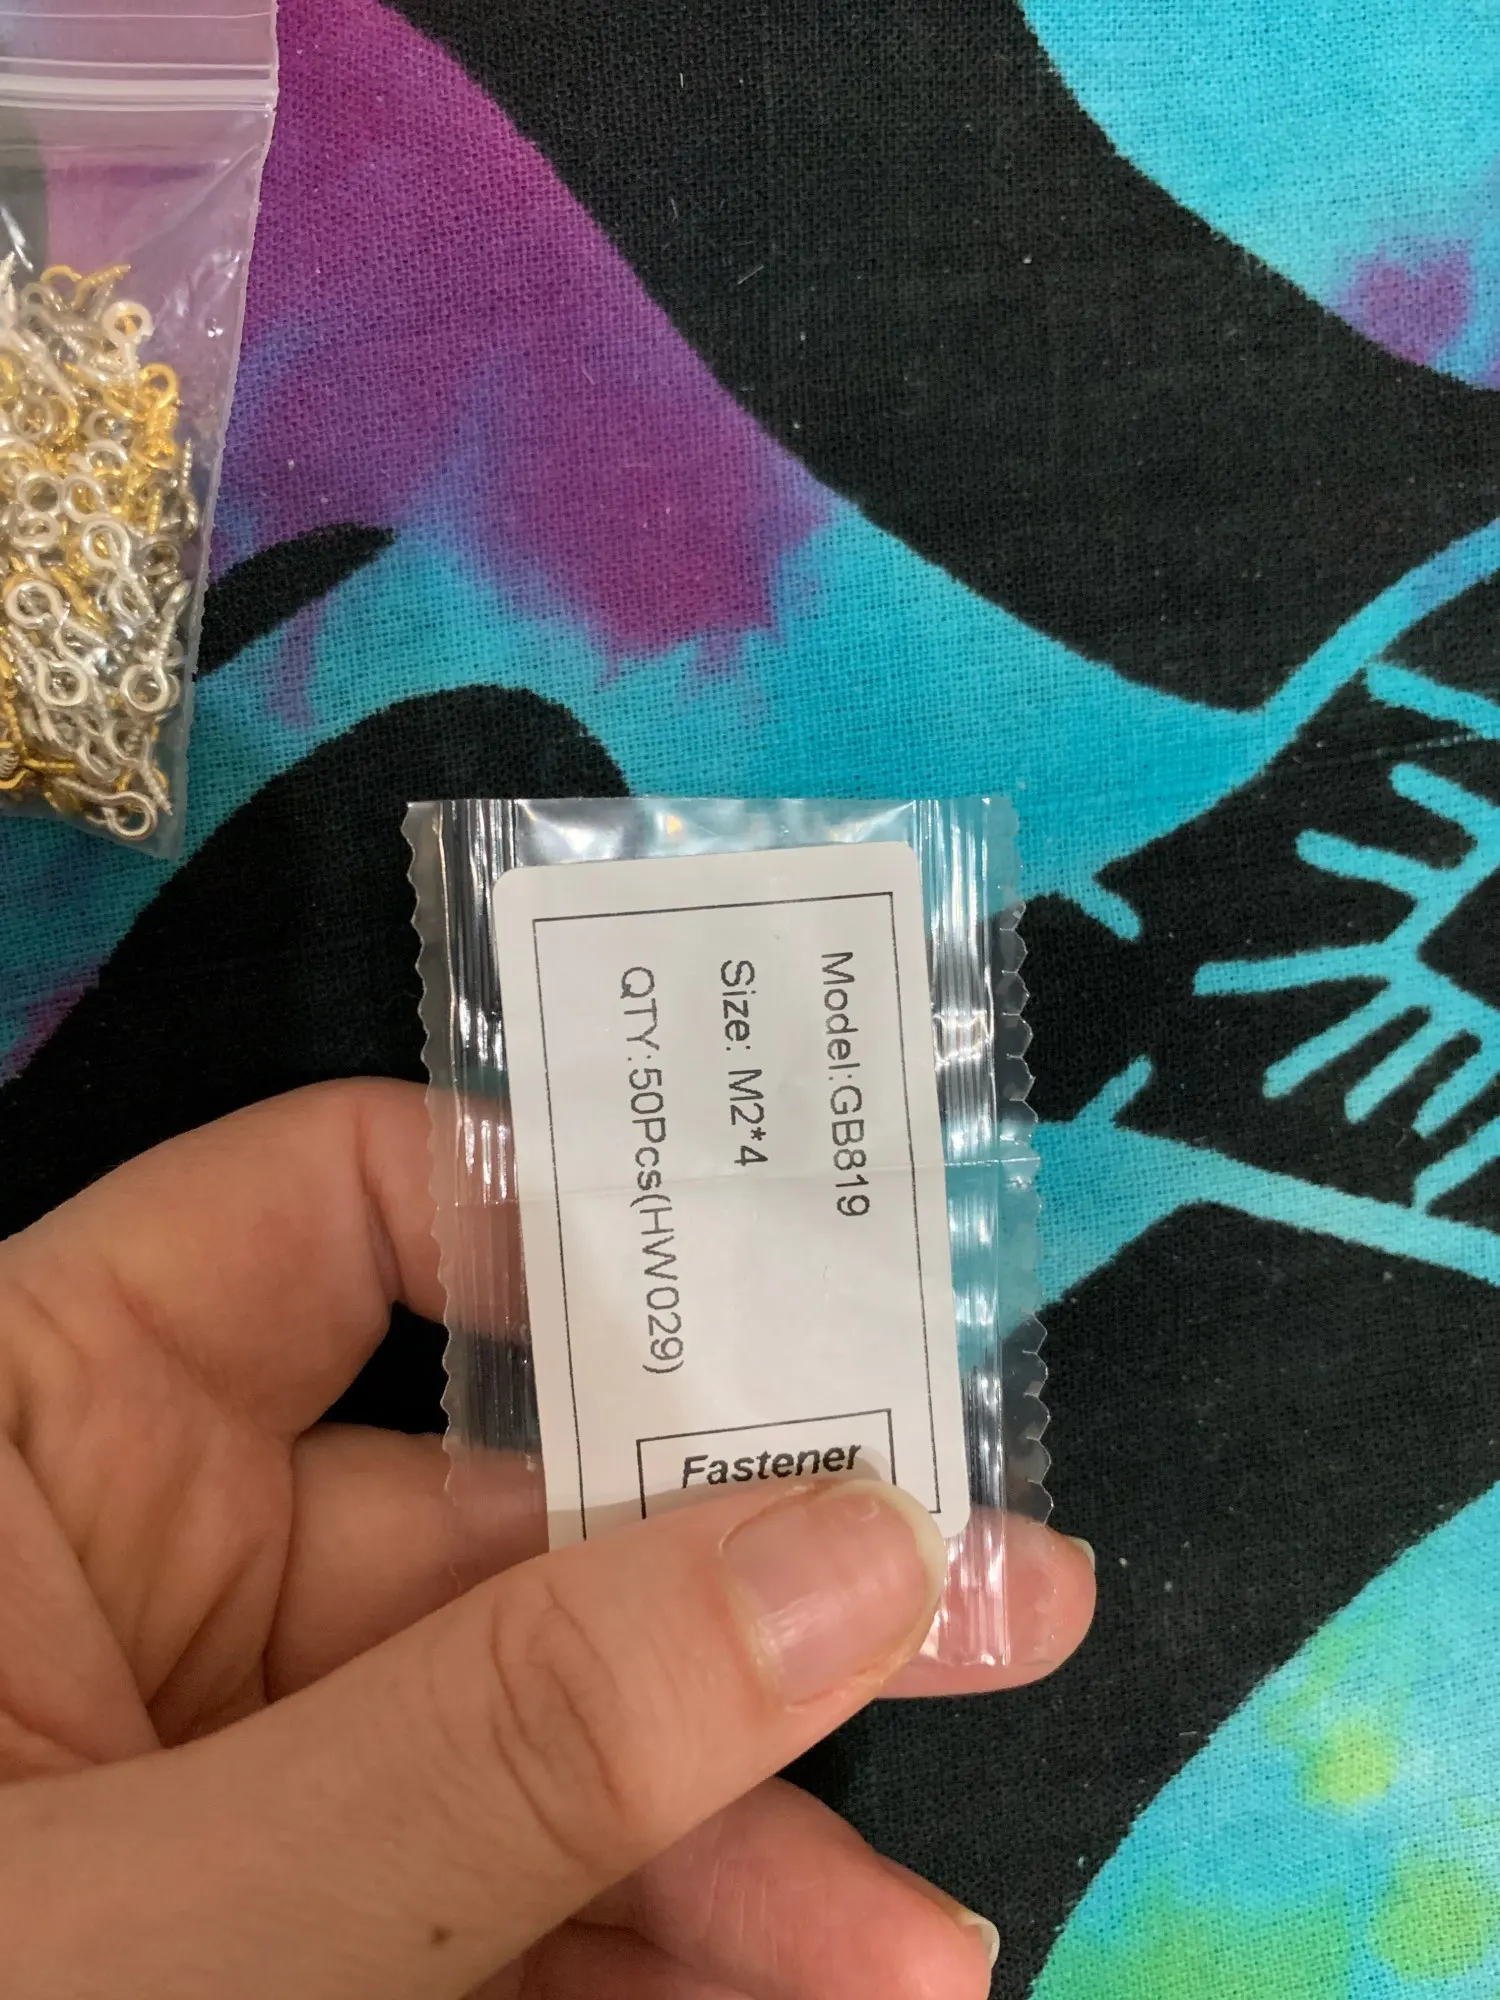 Model:GB819
Size: M2*4
QTY:50Pcs(HW029)
Fastener